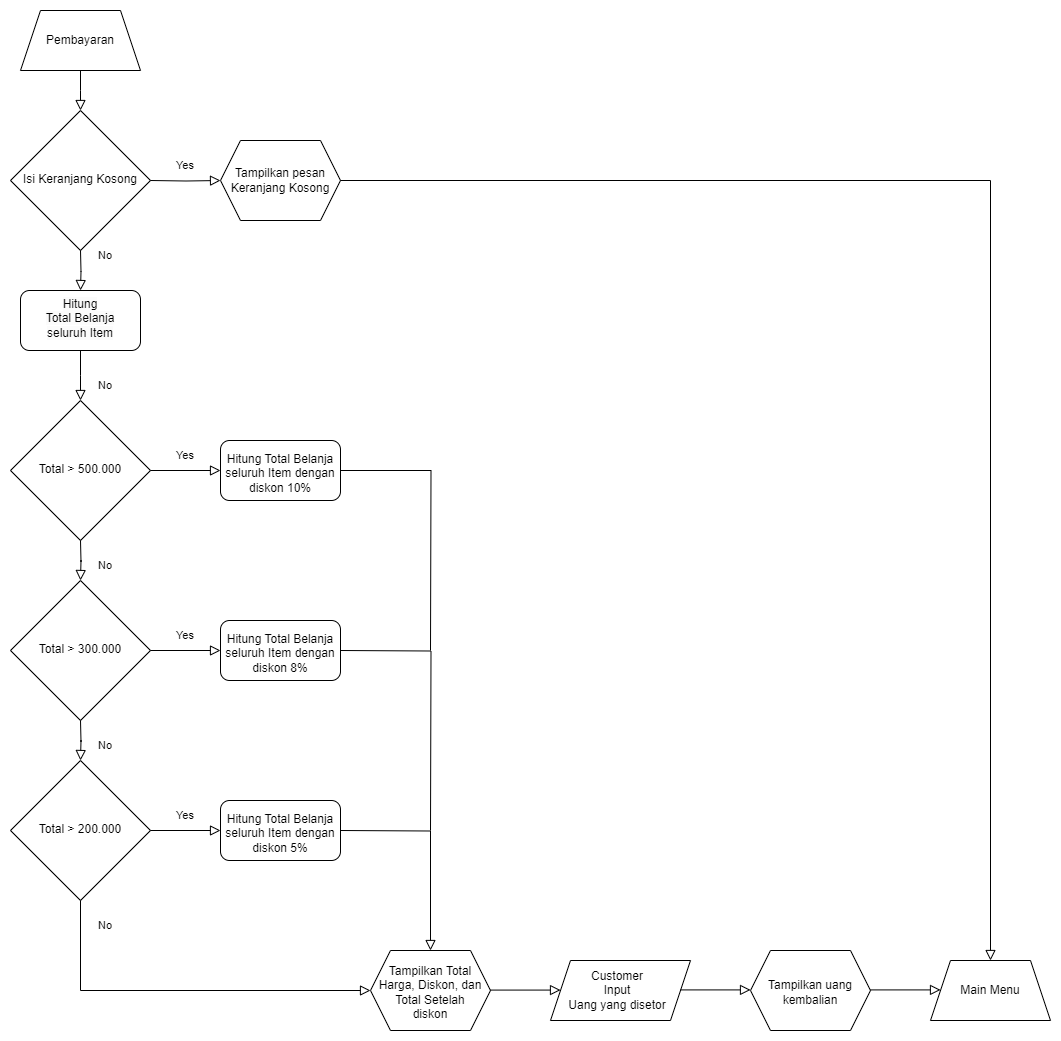 Pembayaran
Isi Keranjang Kosong
Yes
Tampilkan pesan
Keranjang Kosong
No
Hitung
Total Belanja
seluruh Item
No
Total > 500.000
Yes
Hitung Total Belanja
seluruh Item dengan
diskon 10%
No
Total > 300.000
Yes
Hitung Total Belanja
seluruh Item dengan
diskon 8%
No
Total > 200.000
Yes
Hitung Total Belanja
seluruh Item dengan
diskon 5%
No
Tampilkan Total
Harga, Diskon, dan
Total Setelah
diskon
Customer
Input
Uang yang disetor
Tampilkan uang
kembalian
Main Menu